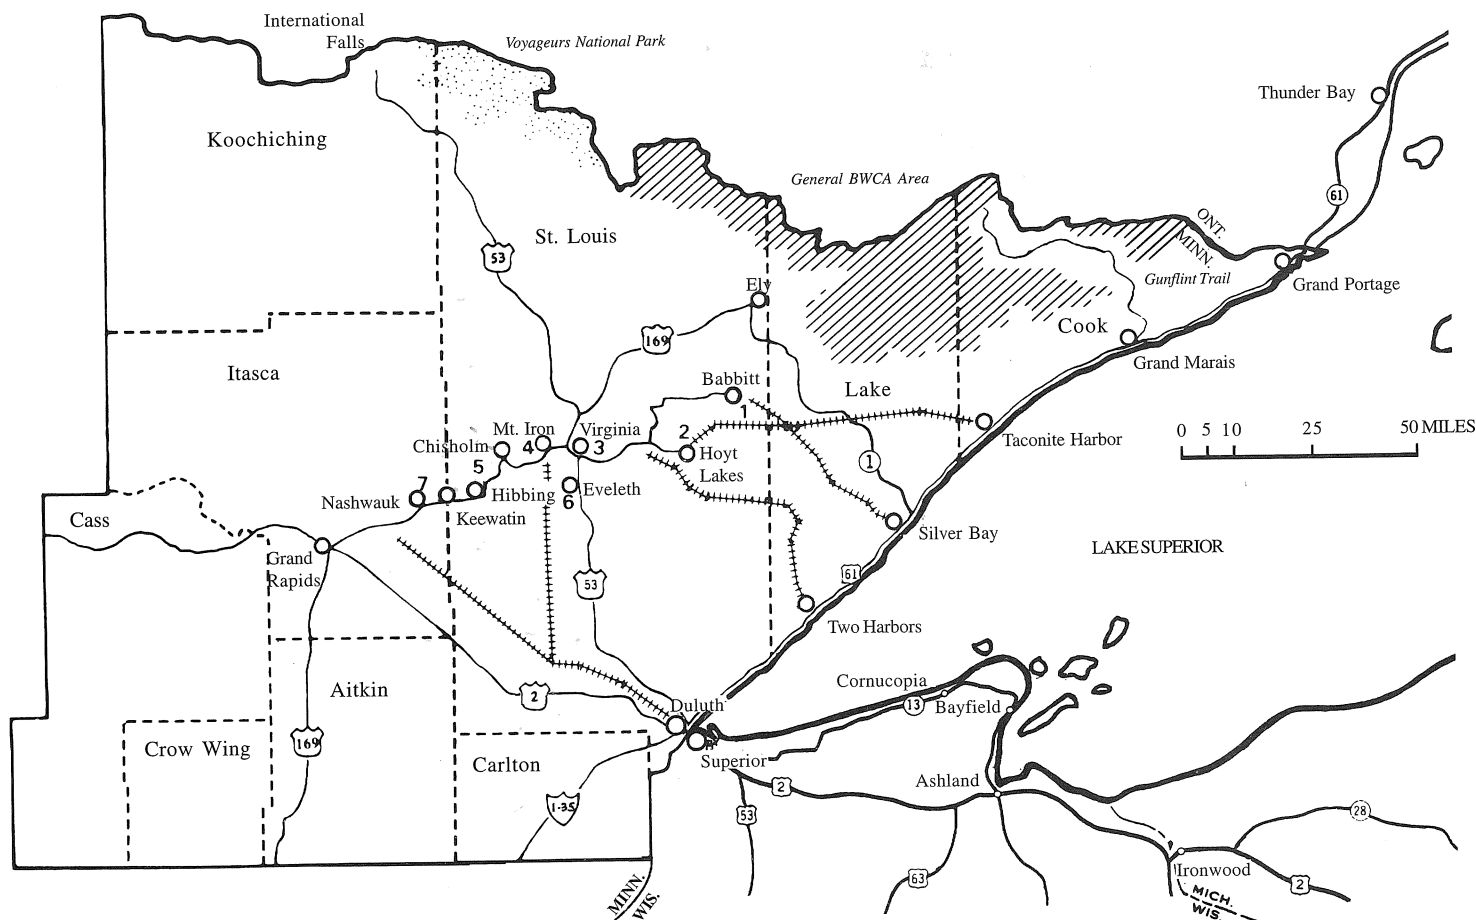 International
Falls
Voyageurs National Park
Thunder Bay
Koochiching
General BWCA Area
61
ONT.
MINN.
St. Louis
53
Gunflint Trail
Grand Portage
Ely
169
Cook
Grand Marais
Itasca
Babbitt
Lake
1
Mt. Iron
Virginia
2
Taconite Harbor
0 5 10 25 50 MILES
Chisholm
4
3
Hoyt
Lakes
1
5
7
Nashwauk
Hibbing
6
Eveleth
Keewatin
Cass
Silver Bay
LAKE SUPERIOR
Grand
Rapids
53
61
Two Harbors
Aitkin
2
Cornucopia
13
Bayfield
Duluth
169
Crow Wing
Carlton
Superior
Ashland
2
I-35
53
28
63
Ironwood
2
MINN.
WIS.
MICH.
WIS.